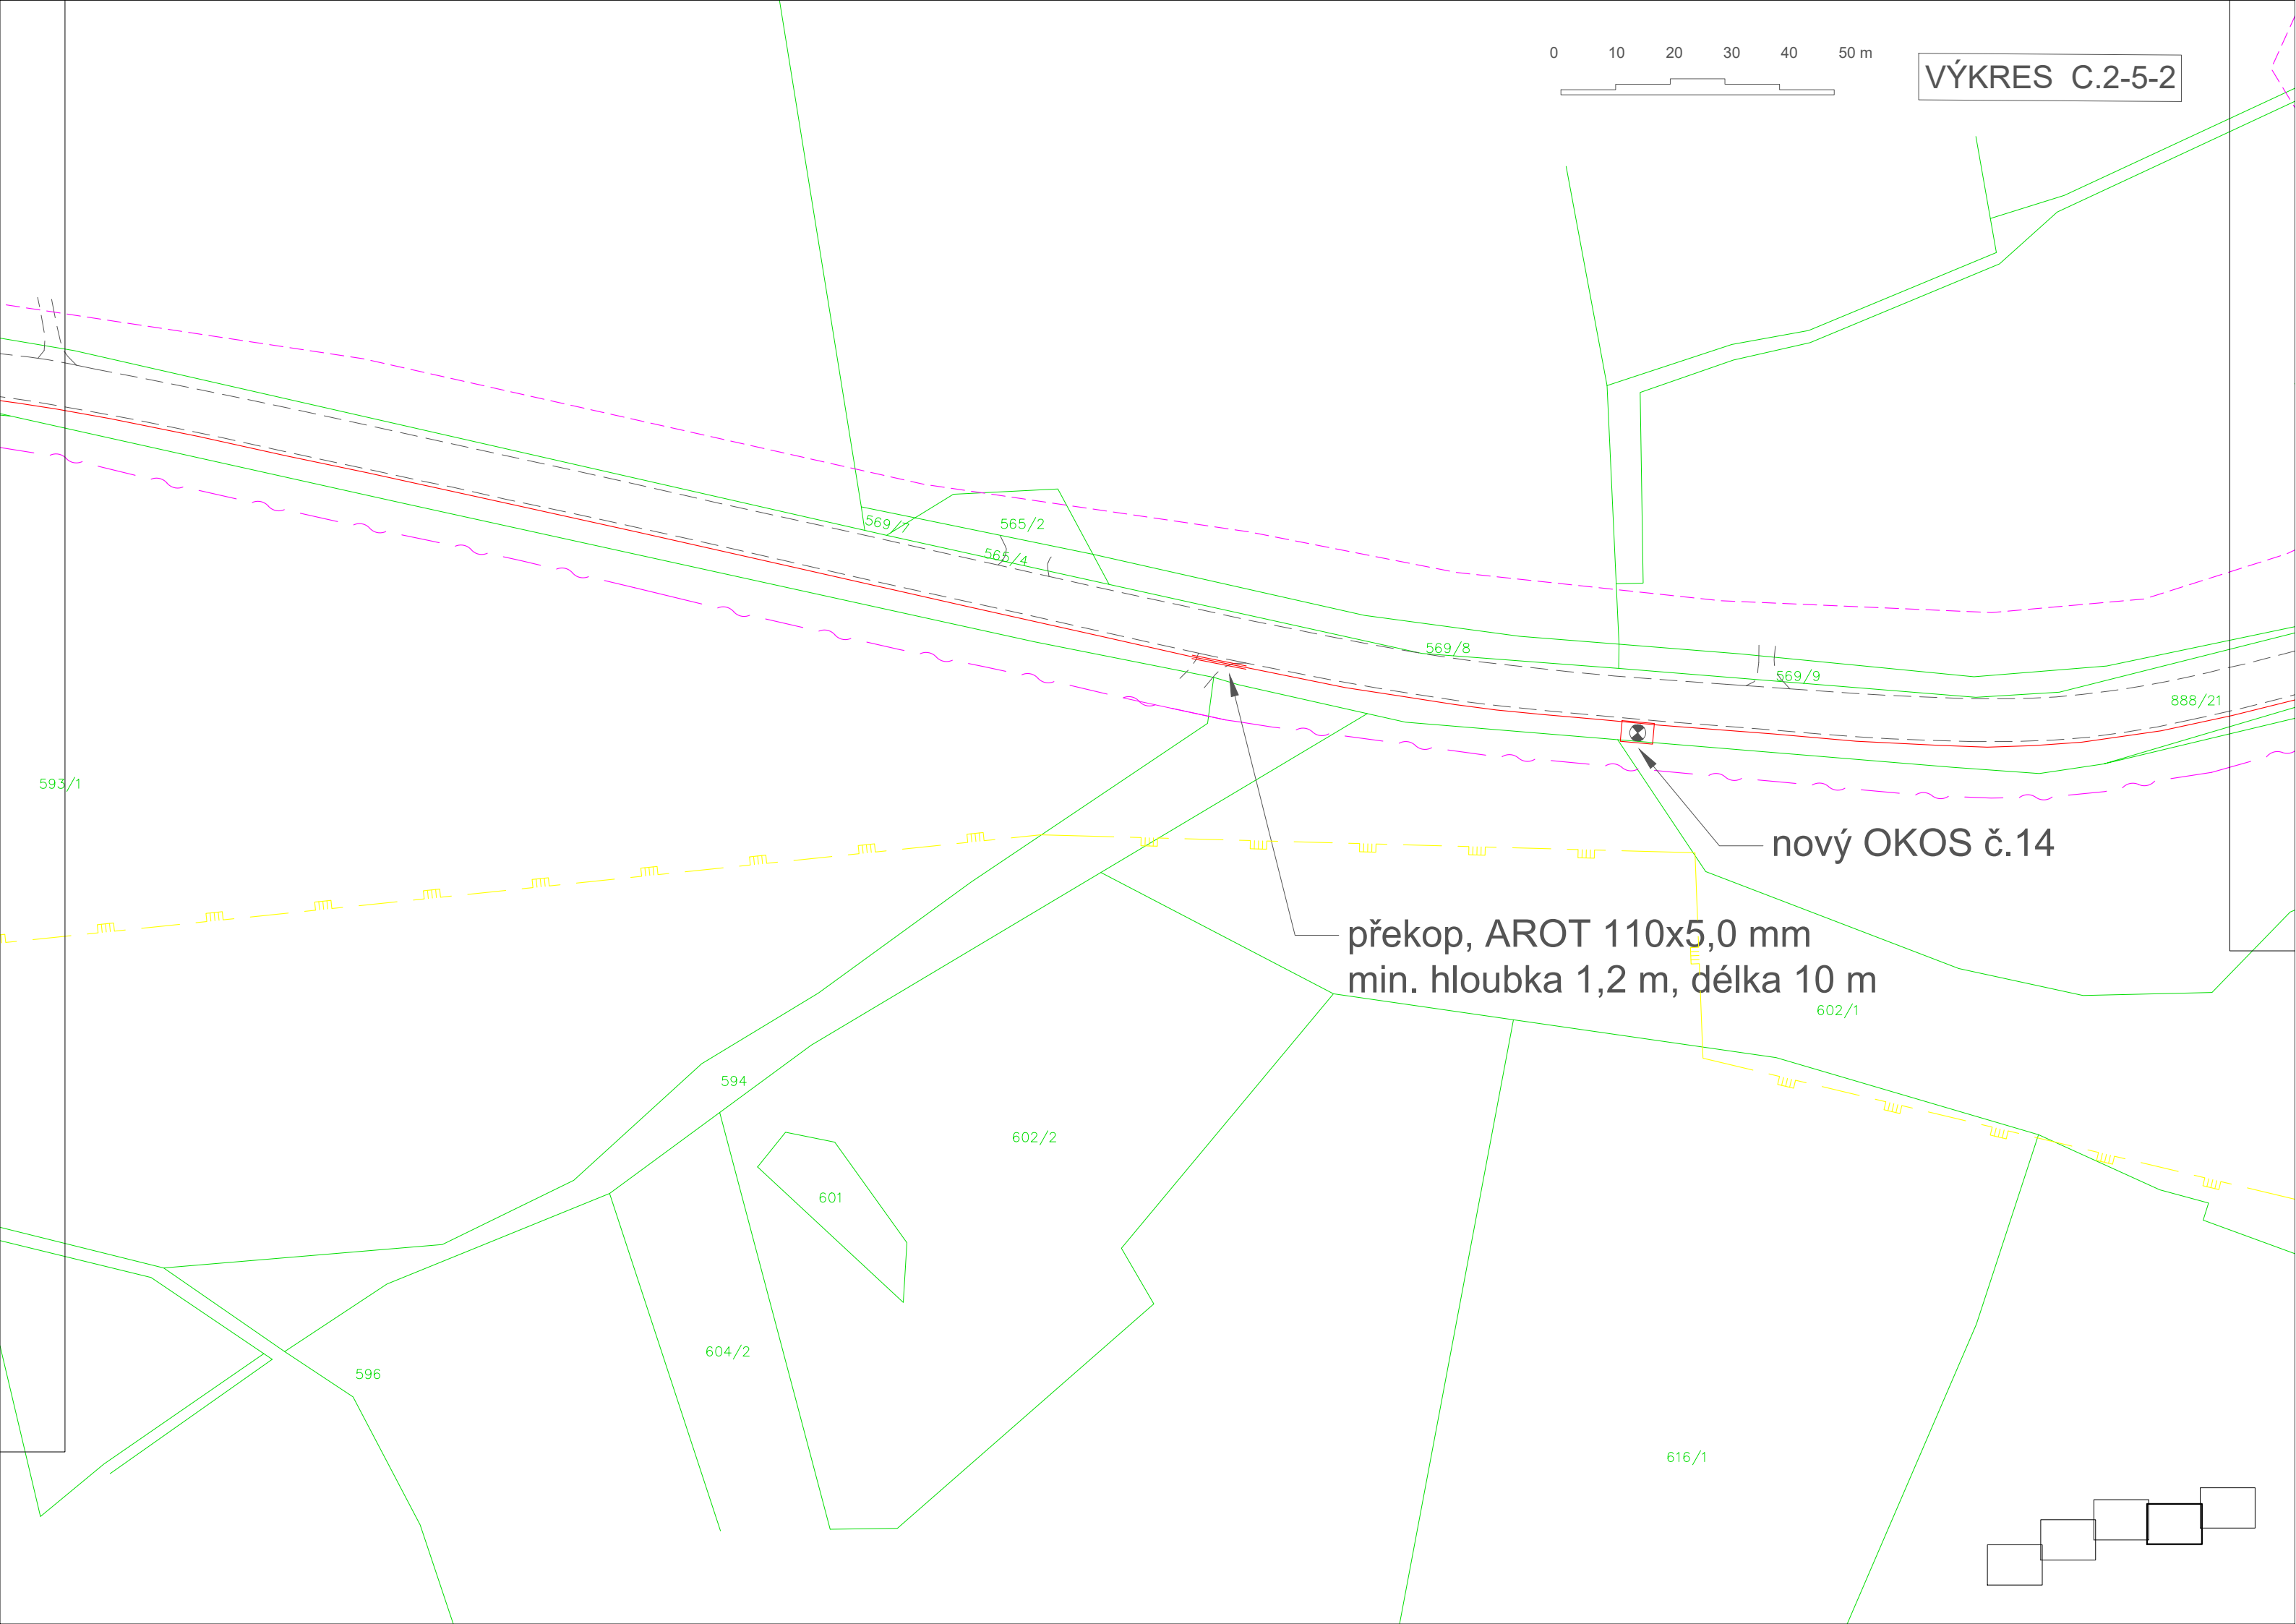 0 10 20 30 40 50 m
VÝKRES C.2-5-2
569/7
565/2
565/4
569/8
569/9
888/21
593/1
nový OKOS č.14
překop, AROT 110x5,0 mm
min. hloubka 1,2 m, délka 10 m
602/1
594
602/2
601
604/2
596
616/1